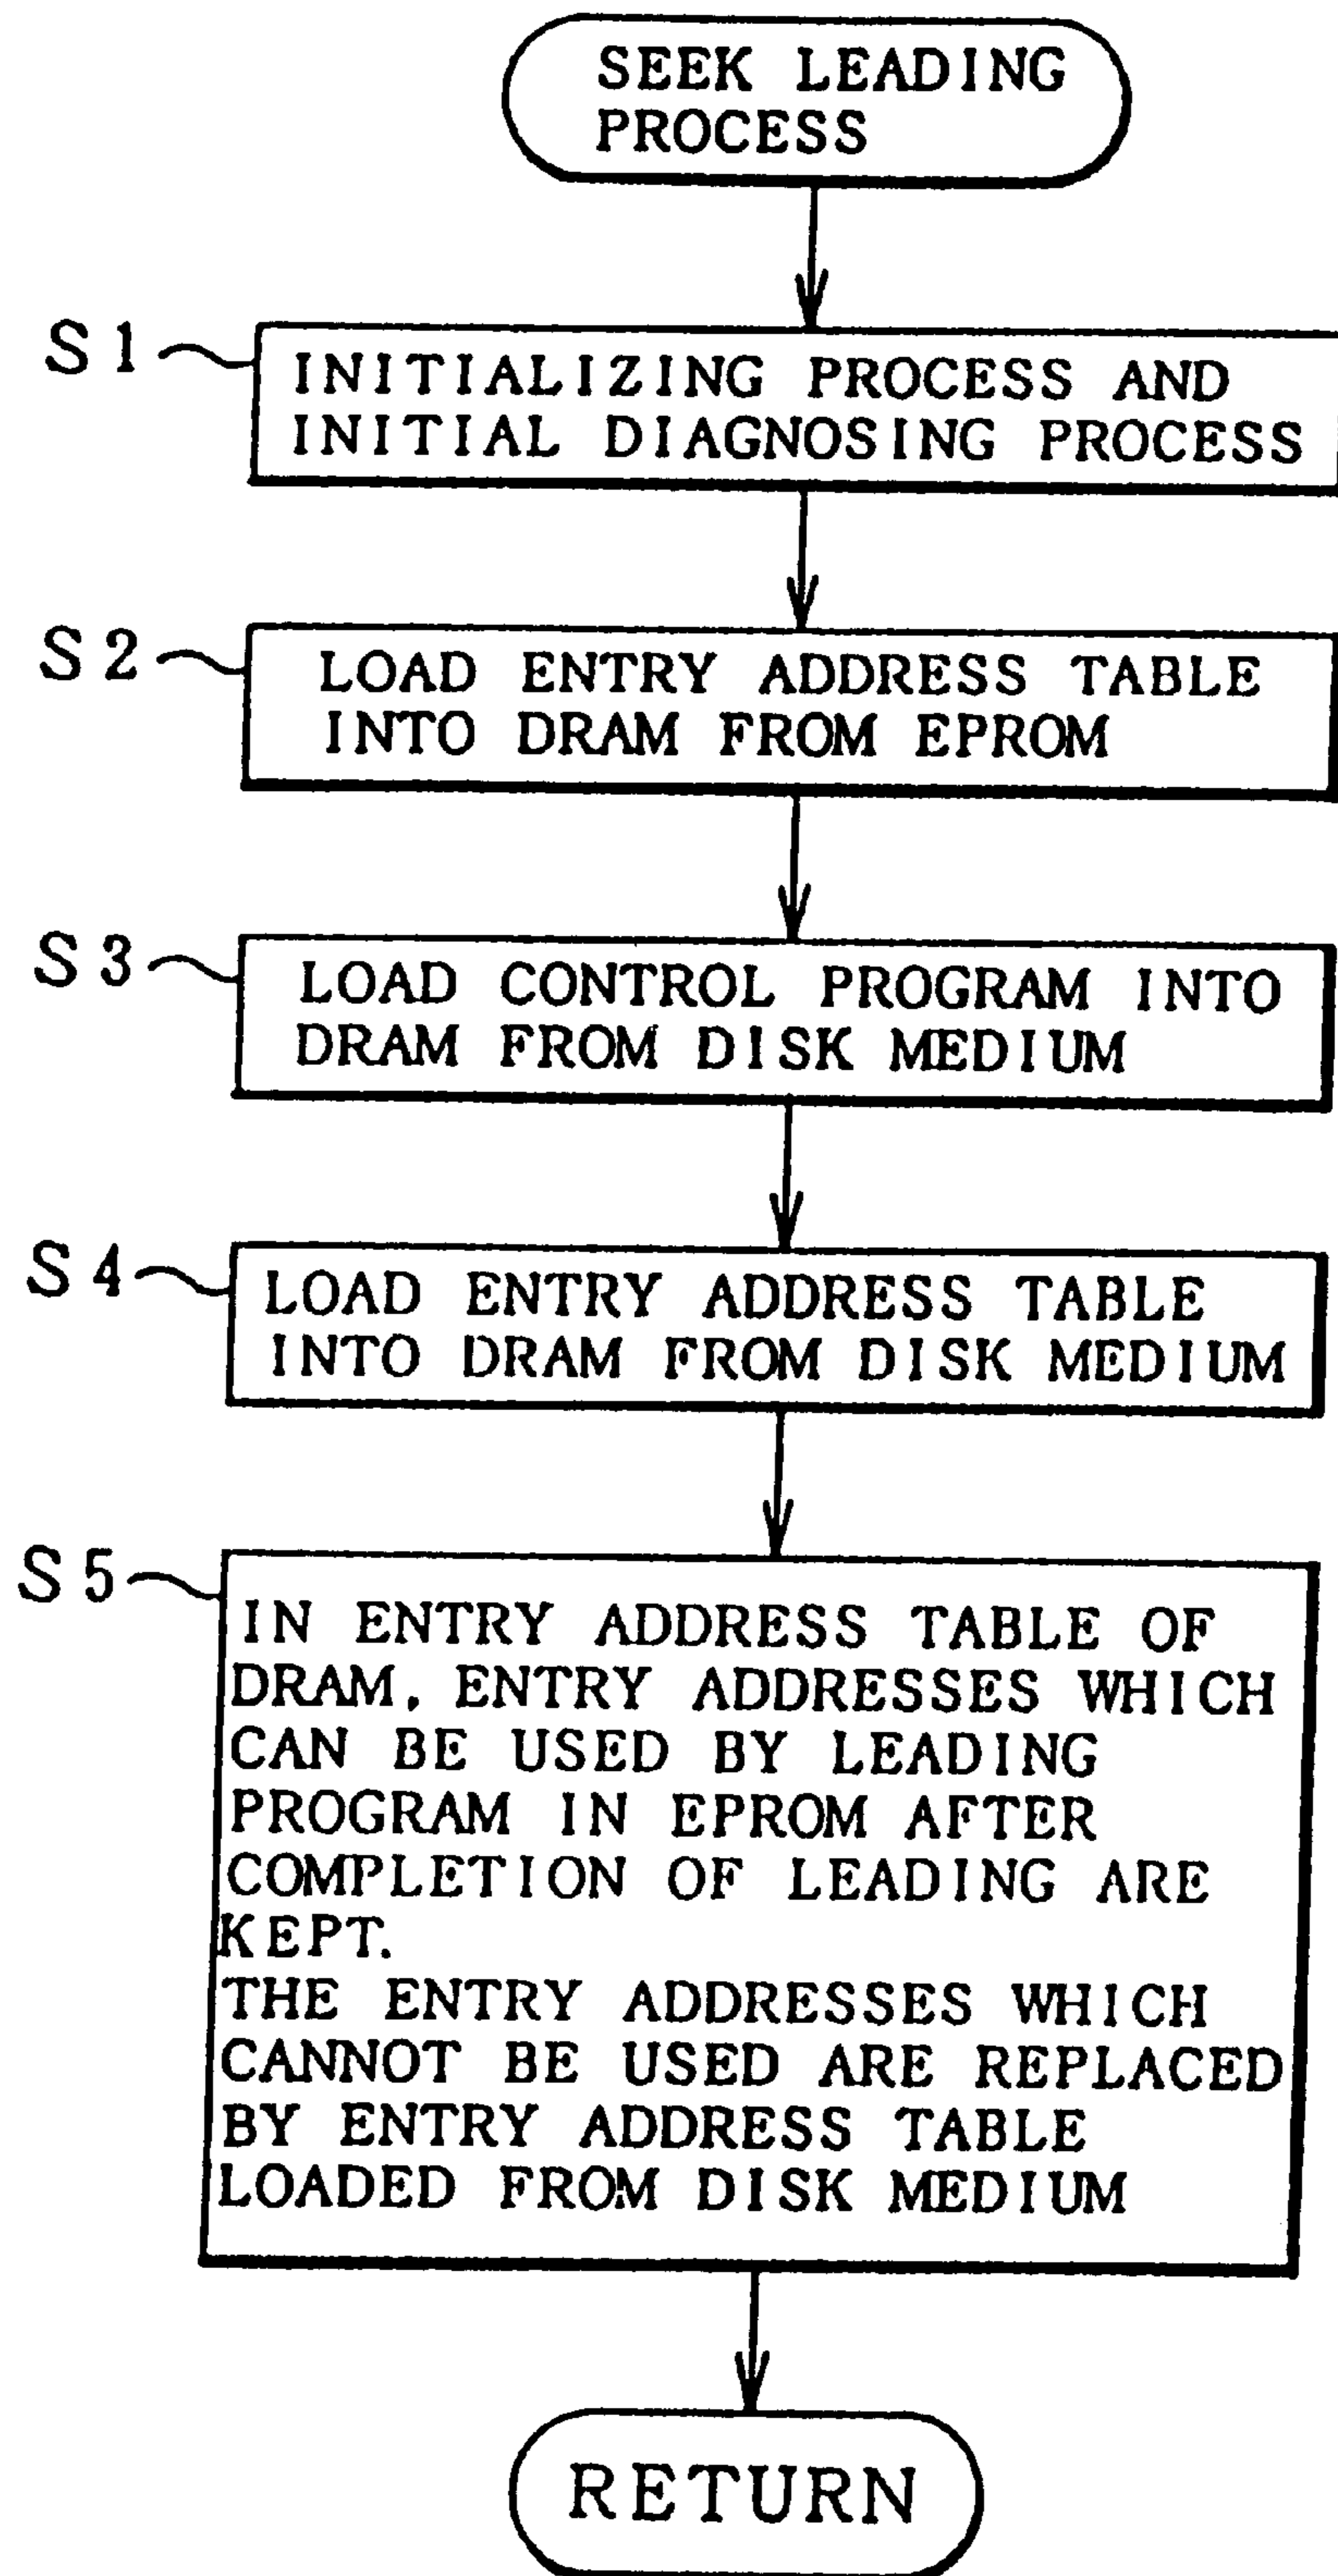 SEEK LEADING
PROCESS
S1
INITIALIZING PROCESS AND
INITIAL DIAGNOSING PROCESS
S2
LOAD ENTRY ADDRESS TABLE
INTO DRAM FROM EPROM
S3
LOAD CONTROL PROGRAM INTO
DRAM FROM DISK MEDIUM
S4
LOAD ENTRY ADDRESS TABLE
INTO DRAM FROM DISK MEDIUM
S5
IN ENTRY ADDRESS TABLE OF
DRAM, ENTRY ADDRESSES WHICH
CAN BE USED BY LEADING
PROGRAM IN EPROM AFTER
COMPLETION OF LEADING ARE
KEPT.
THE ENTRY ADDRESSES WHICH
CANNOT BE USED ARE REPLACED
BY ENTRY ADDRESS TABLE
LOADED FROM DISK MEDIUM
RETURN